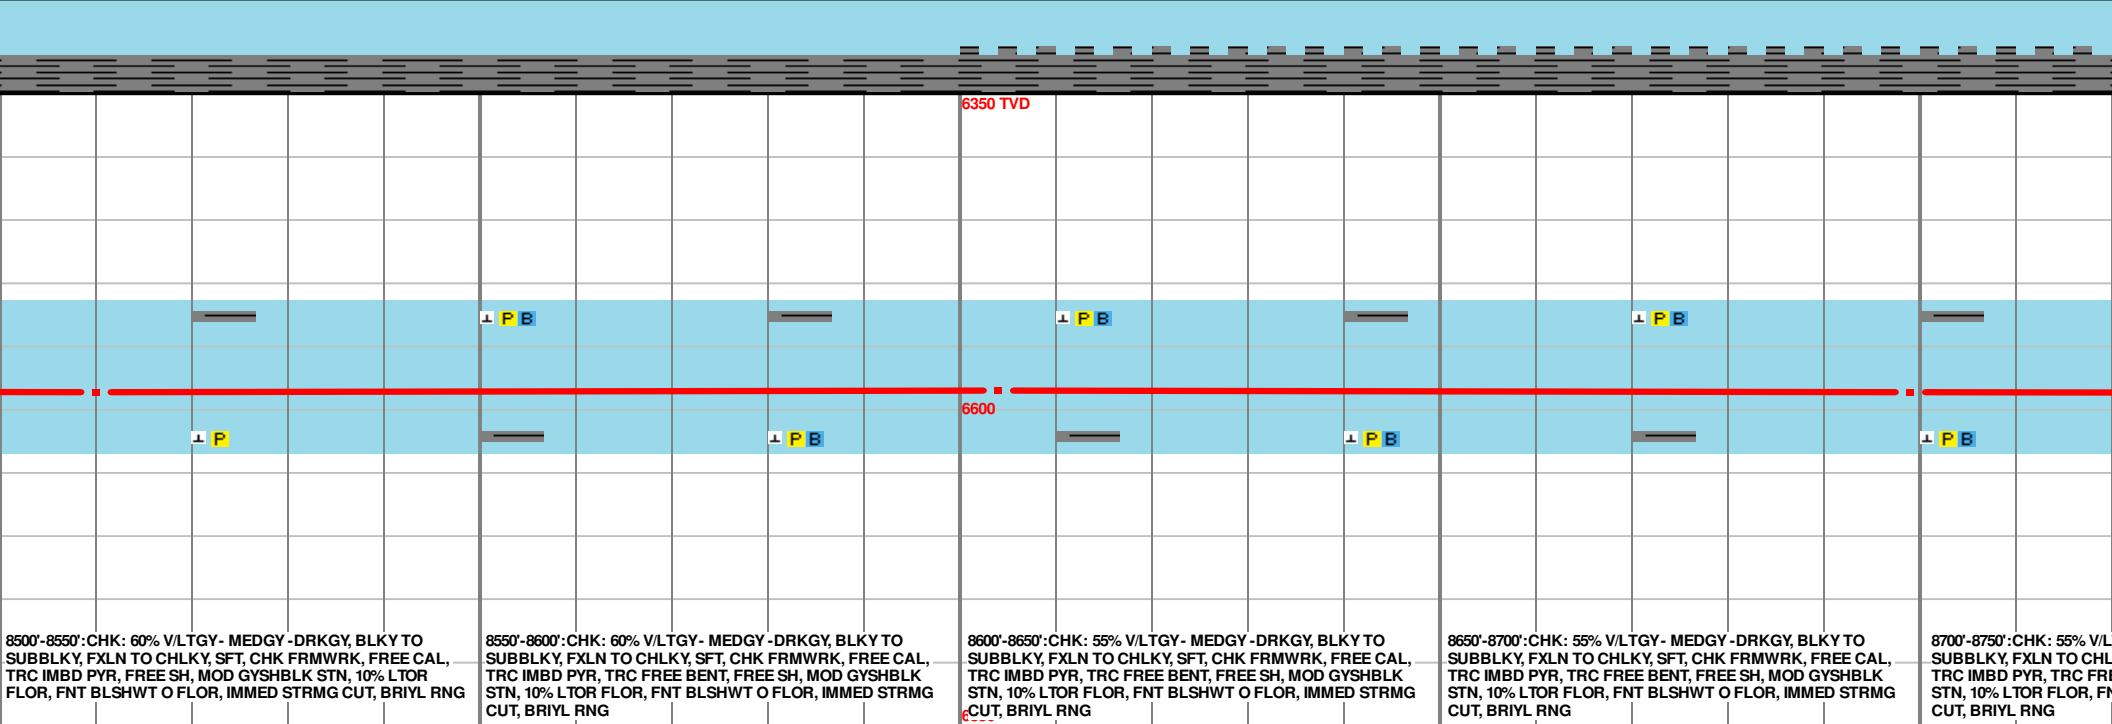 6350 TVD
P B
P B
P B
6600
P
P B
P B
P B
8500'-8550':CHK: 60% V/LTGY- MEDGY -DRKGY, BLKY TO
SUBBLKY, FXLN TO CHLKY, SFT, CHK FRMWRK, FREE CAL,
TRC IMBD PYR, FREE SH, MOD GYSHBLK STN, 10% LTOR
FLOR, FNT BLSHWT O FLOR, IMMED STRMG CUT, BRIYL RNG
8550'-8600':CHK: 60% V/LTGY- MEDGY -DRKGY, BLKY TO
SUBBLKY, FXLN TO CHLKY, SFT, CHK FRMWRK, FREE CAL,
TRC IMBD PYR, TRC FREE BENT, FREE SH, MOD GYSHBLK
STN, 10% LTOR FLOR, FNT BLSHWT O FLOR, IMMED STRMG
CUT, BRIYL RNG
8600'-8650':CHK: 55% V/LTGY- MEDGY -DRKGY, BLKY TO
SUBBLKY, FXLN TO CHLKY, SFT, CHK FRMWRK, FREE CAL,
TRC IMBD PYR, TRC FREE BENT, FREE SH, MOD GYSHBLK
STN, 10% LTOR FLOR, FNT BLSHWT O FLOR, IMMED STRMG
CUT, BRIYL RNG
8650'-8700':CHK: 55% V/LTGY- MEDGY -DRKGY, BLKY TO
SUBBLKY, FXLN TO CHLKY, SFT, CHK FRMWRK, FREE CAL,
TRC IMBD PYR, TRC FREE BENT, FREE SH, MOD GYSHBLK
STN, 10% LTOR FLOR, FNT BLSHWT O FLOR, IMMED STRMG
CUT, BRIYL RNG
8700'-8750':CHK: 55% V/L
SUBBLKY, FXLN TO CHL
TRC IMBD PYR, TRC FRE
STN, 10% LTOR FLOR, FN
CUT, BRIYL RNG